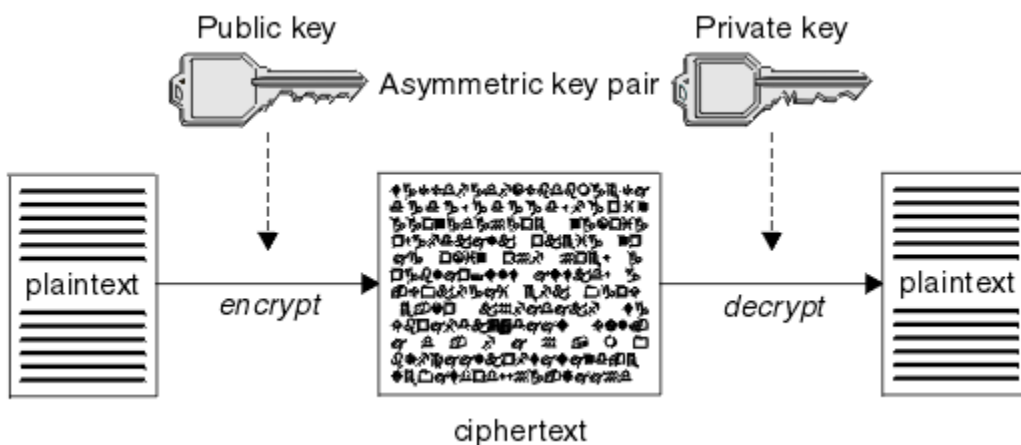 Public key
Private key
Asymmetric key pair
plaintext
encrypt
decrypt
plaintext
ciphertext